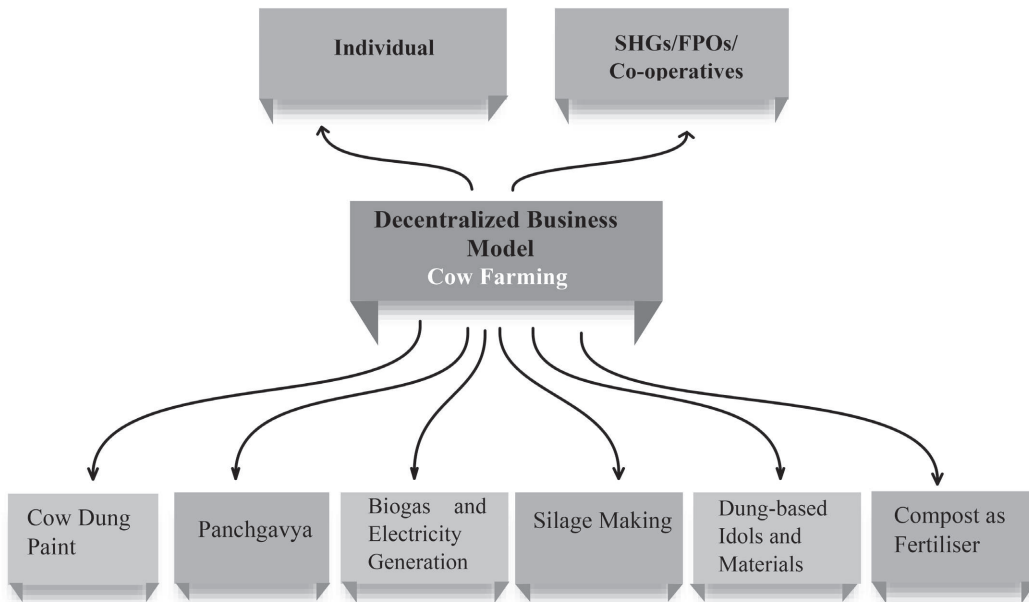 Individual
SHGs/FPOs/
Co-operatives
Decentralized Business
Model
Cow Farming
Cow Dung
Paint
Panchgavya
Biogas and
Electricity
Generation
Silage Making
Dung-based
Idols and
Materials
Compost as
Fertiliser